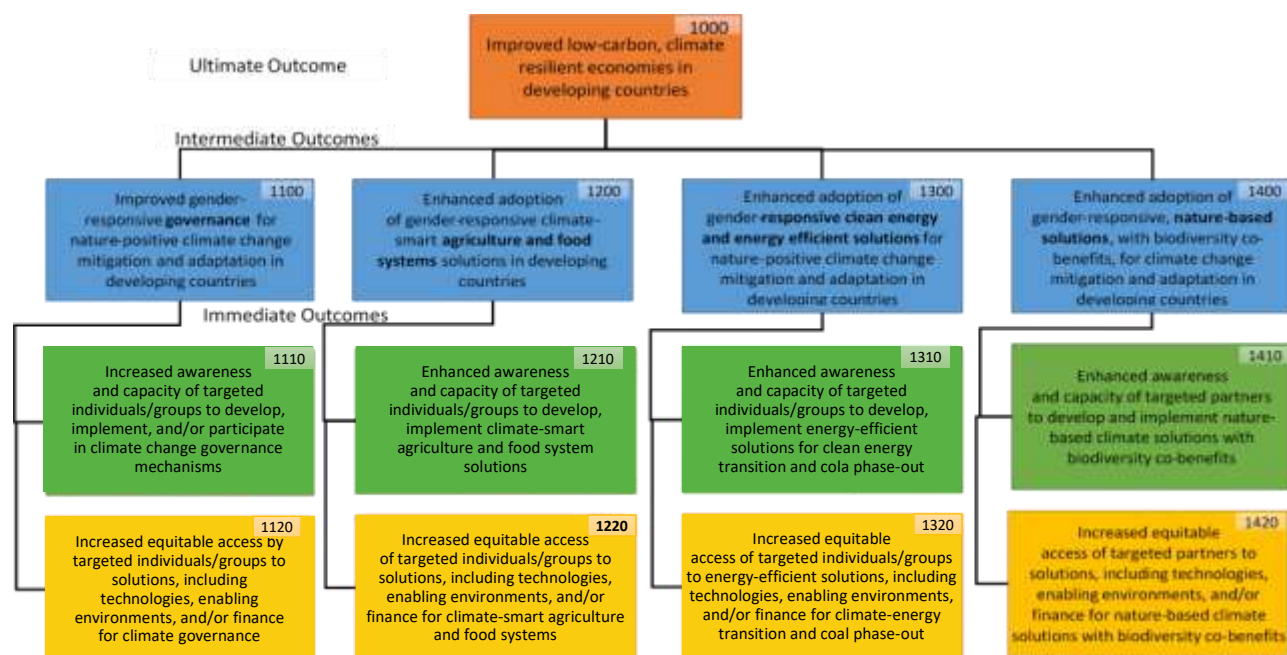 1000
Improved low-carbon, climate
resilient economies in
developing countries
Ultimate Outcome
Intermediate Outcomes
1100
Improved gender-
responsive governance for
nature-positive climate change
mitigation and adaptation in
developing countries
1200
Enhanced adoption
of gender-responsive climate-
smart agriculture and food
systems solutions in developing
countries
1300
Enhanced adoption of
gender-responsive clean energy
and energy efficient solutions for
nature-positive climate change
mitigation and adaptation in
developing countries
1400
Enhanced adoption of
gender-responsive, nature-based
solutions, with biodiversity co-
benefits, for climate change
mitigation and adaptation in
developing countries
Immediate Outcomes
1110
Increased awareness
and capacity of targeted
individuals/groups to develop,
implement, and/or participate
in climate change governance
mechanisms
1210
Enhanced awareness
and capacity of targeted
individuals/groups to develop,
implement climate-smart
agriculture and food system
solutions
1310
Enhanced awareness
and capacity of targeted
individuals/groups to develop,
implement energy-efficient
solutions for clean energy
transition and cola phase-out
1410
Enhanced awareness
and capacity of targeted partners
to develop and implement nature-
based climate solutions with
biodiversity co-benefits
1120
Increased equitable access by
targeted individuals/groups to
solutions, including
technologies, enabling
environments, and/or finance
for climate governance
1220
Increased equitable access
of targeted individuals/groups to
solutions, including technologies,
enabling environments, and/or
finance for climate-smart agriculture
and food systems
1320
Increased equitable
access of targeted individuals/groups
to energy-efficient solutions, including
technologies, enabling environments,
and/or finance for climate-energy
transition and coal phase-out
1420
Increased equitable
access of targeted partners to
solutions, including technologies,
enabling environments, and/or
finance for nature-based climate
solutions with biodiversity co-benefits